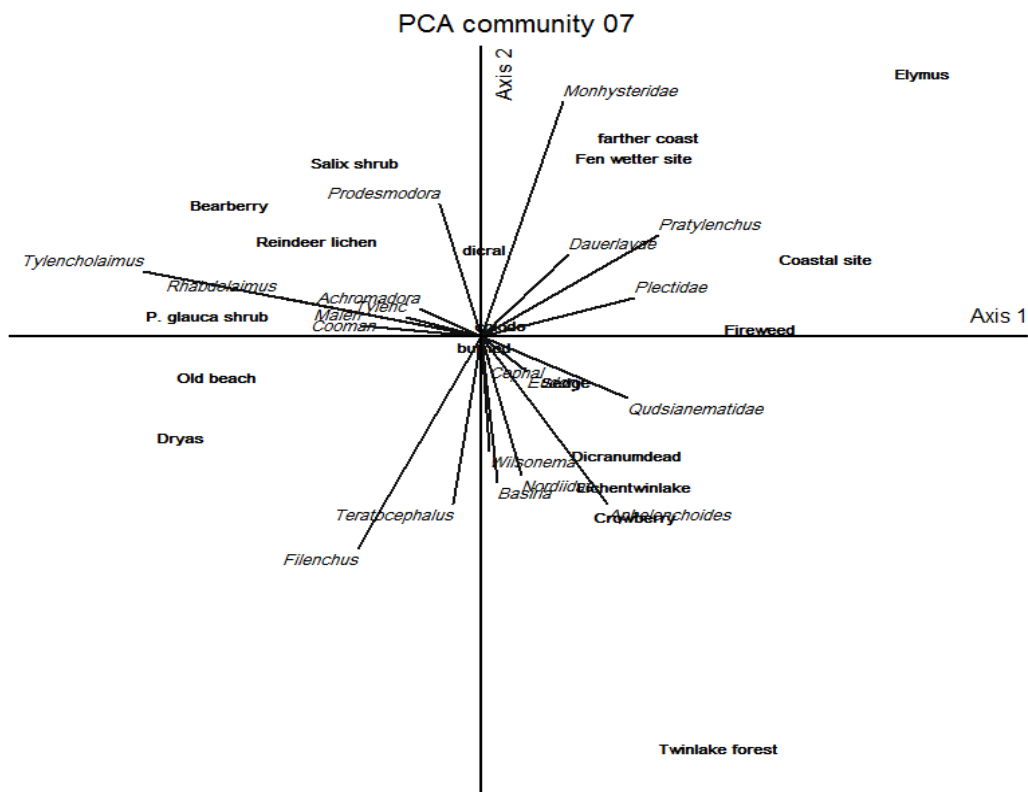 PCA community 07
Axis 2
Elymus
Monhysteridae
farther coast
Fen wetter site
Salix shrub
Prodesmodora
Bearberry
Pratylenchus
Reindeer lichen
dicral
Dauerlavae
Tylencholaimus
Coastal site
Rhabdolaimus
Plectidae
Achromadora
Tylenc
P. glauca shrub
Malen
Axis 1
Cooman
Fireweed
Cephal
Old beach
Sedge
Qudsianematidae
Dryas
Wilsonema
Dicranumdead
Nordiidae
Lichentwinlake
Basiria
Teratocephalus
Aphelenchoides
Crowberry
Filenchus
Twinlake forest